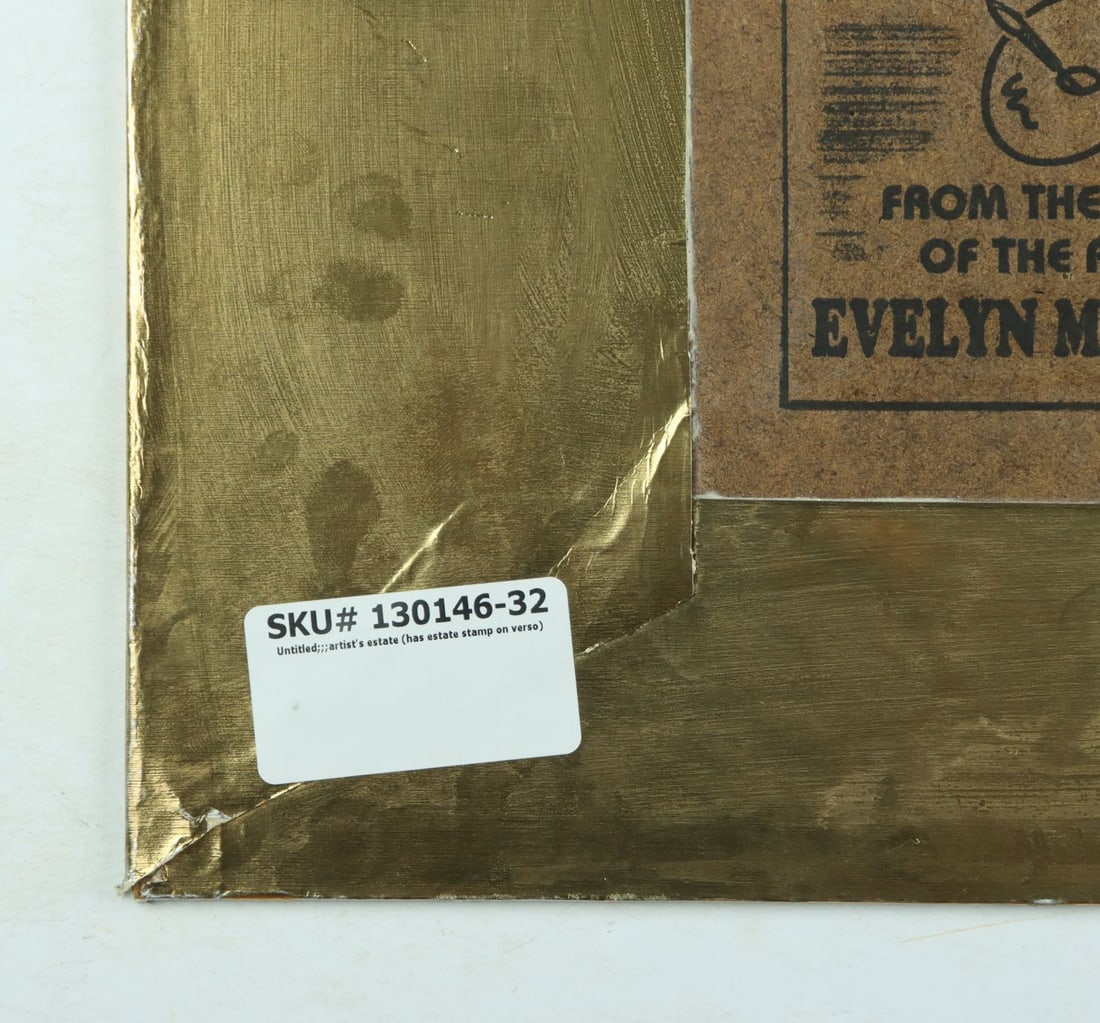 FROM THE
OF THE
EVELYN M
SKU# 130146-32
Untitled;;;artist's estate (has estate stamp on verso)